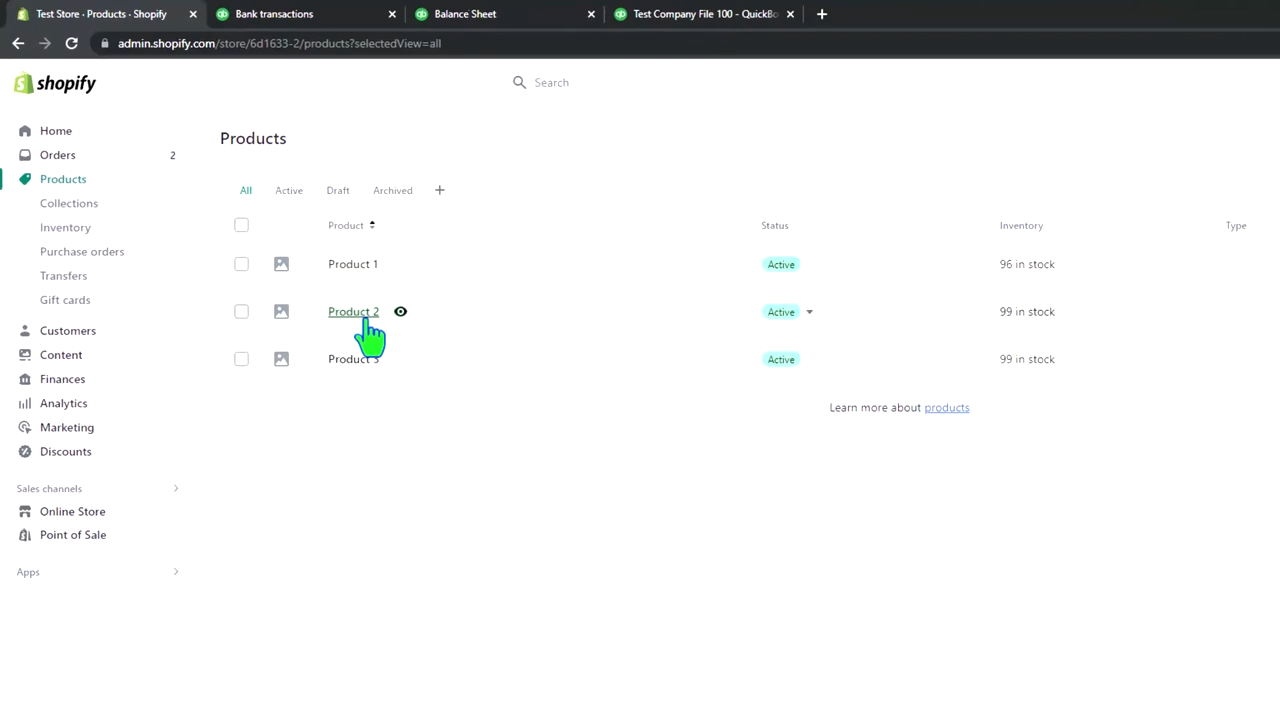 Test Store · Products · Shopify
Bank transactions
Balance Sheet
Test Company File 100 - QuickBo
admin.shopify.com/store/6d1633-2/products?selectedView=all
shopify
Search
Home
Orders 2
Products
Collections
Inventory
Purchase orders
Transfers
Gift cards
Customers
Content
Finances
Analytics
Marketing
Discounts
Sales channels
Online Store
Point of Sale
Apps
Products
All Active Draft Archived
Product Status Inventory Type
Product 1 Active 96 in stock
Product 2 Active 99 in stock
Product 3 Active 99 in stock
Learn more about products